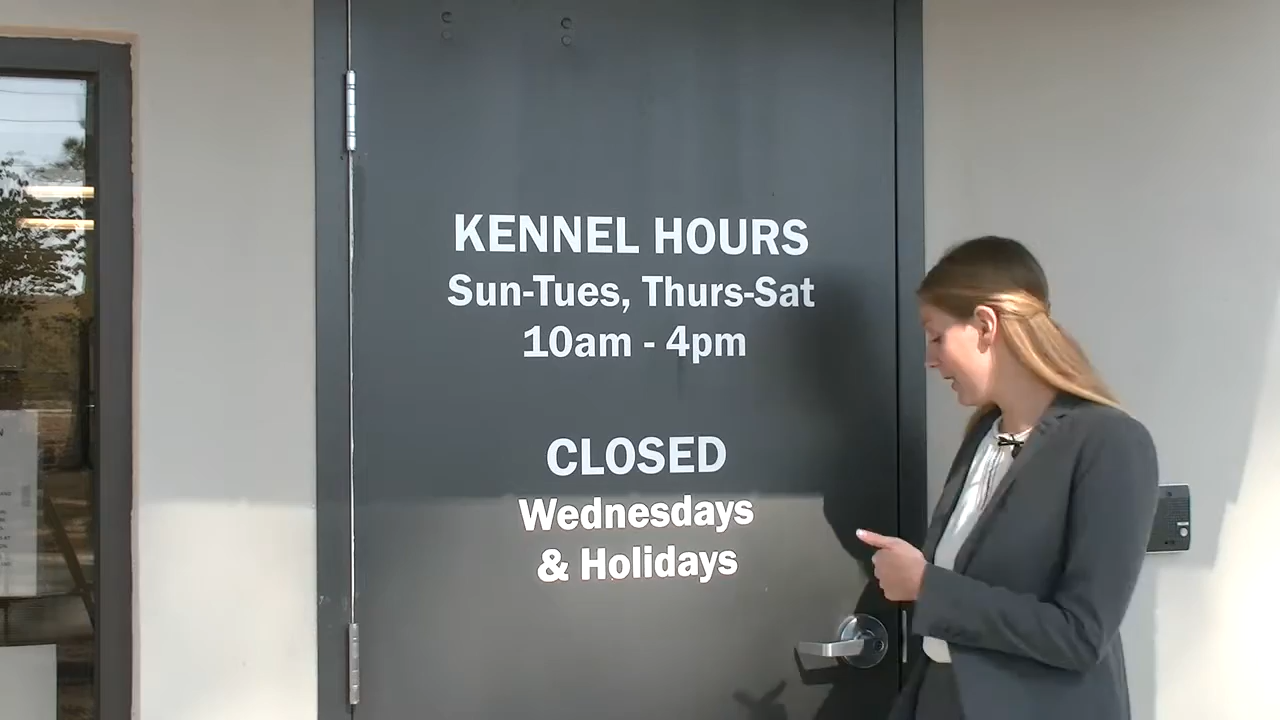 KENNEL HOURS
Sun-Tues, Thurs-Sat
10am - 4pm
CLOSED
Wednesdays
& Holidays